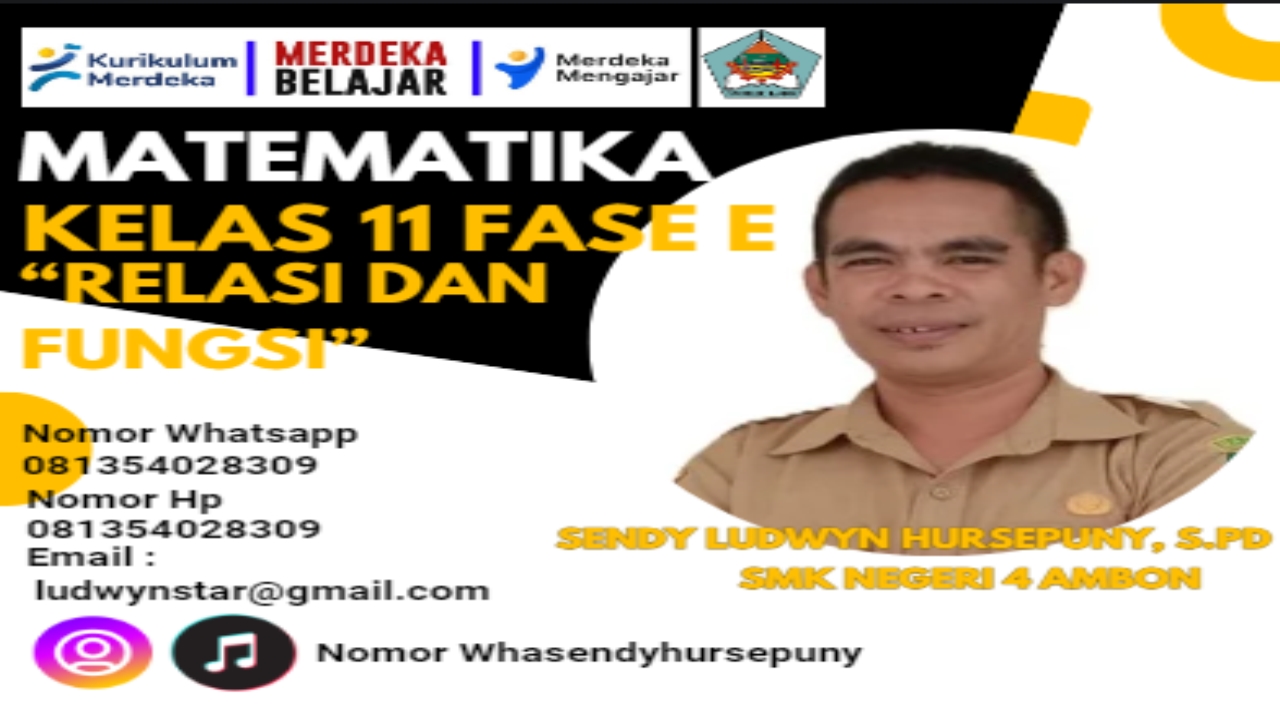 Kurikulum
Merdeka
MERDEKA
BELAJAR
Merdeka
Mengajar
MATEMATIKA
KELAS 11 FASE E
“RELASI DAN
FUNGSI”
Nomor Whatsapp
081354028309
Nomor Hp
081354028309
Email :
ludwynstar@gmail.com
Nomor Whasendyhursepuny
SENDY LUDWYN HURSEPUNY, S.PD
SMK NEGERI 4 AMBON